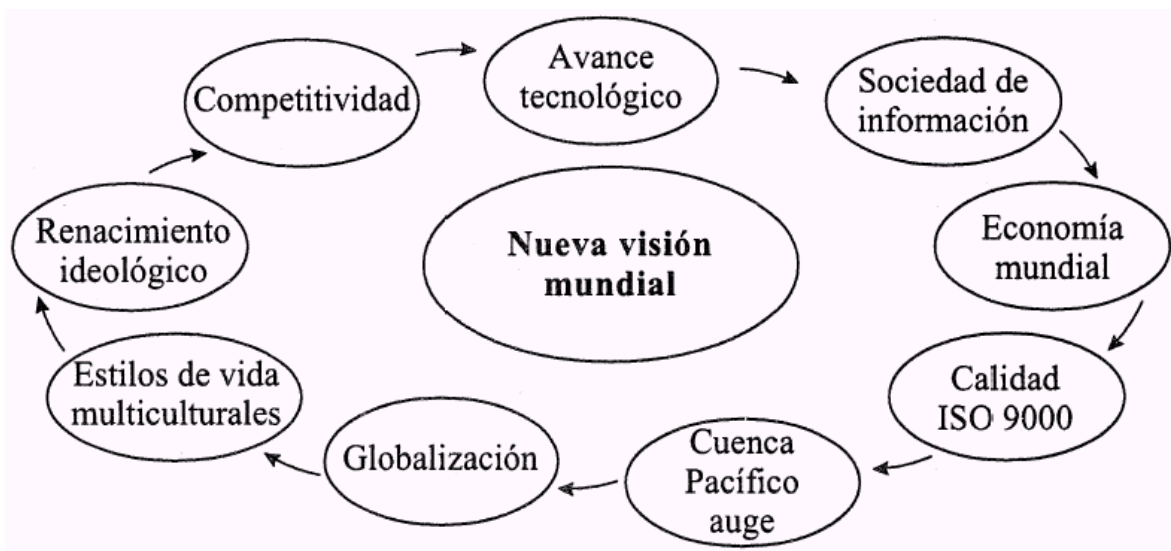 Competitividad
Avance
tecnológico
Sociedad de
información
Economía
mundial
Calidad
ISO 9000
Cuenca
Pacífico
auge
Globalización
Estilos de vida
multiculturales
Renacimiento
ideológico
Nueva visión
mundial